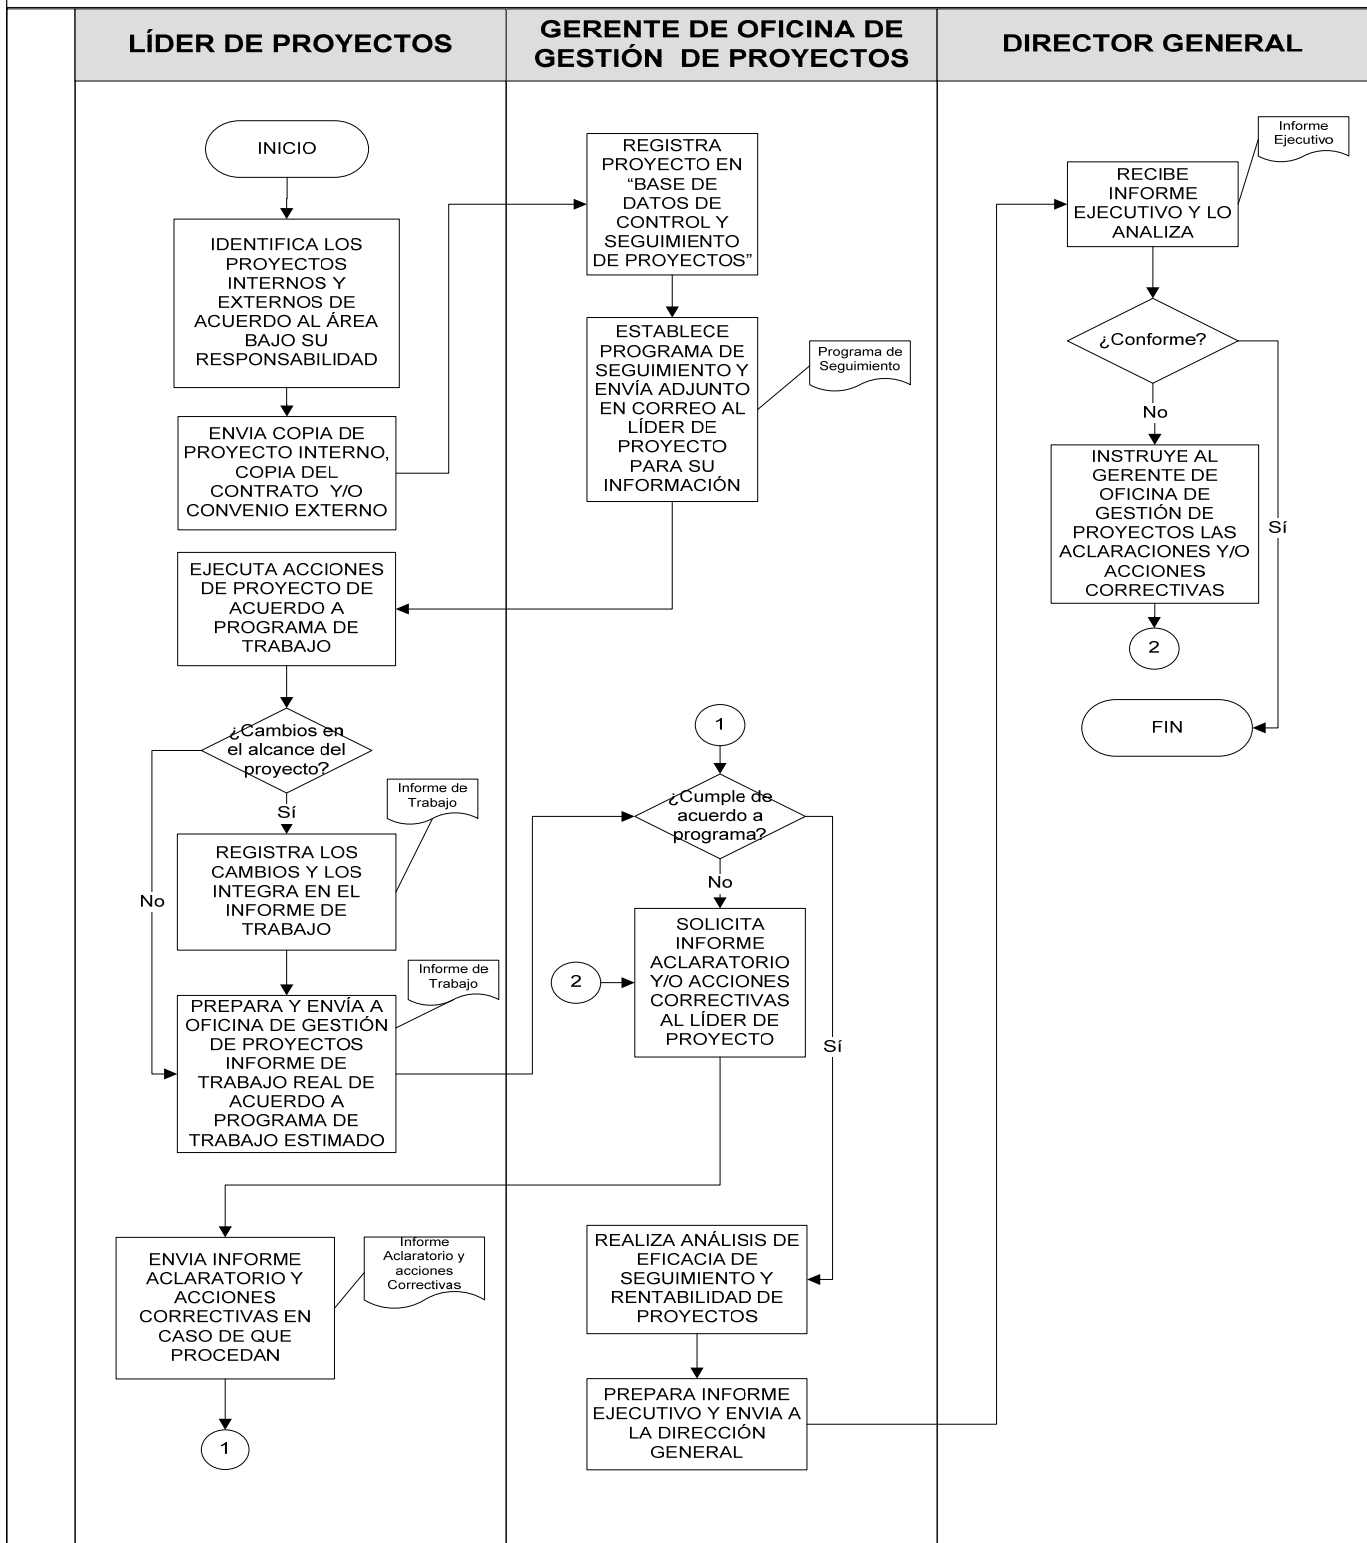 LÍDER DE PROYECTOS
GERENTE DE OFICINA DE
GESTIÓN DE PROYECTOS
DIRECTOR GENERAL
INICIO
IDENTIFICA LOS
PROYECTOS
INTERNOS Y
EXTERNOS DE
ACUERDO AL ÁREA
BAJO SU
RESPONSABILIDAD
ENVIA COPIA DE
PROYECTO INTERNO,
COPIA DEL
CONTRATO Y/O
CONVENIO EXTERNO
EJECUTA ACCIONES
DE PROYECTO DE
ACUERDO A
PROGRAMA DE
TRABAJO
¿Cambios en
el alcance del
proyecto?
Sí
No
Informe de
Trabajo
REGISTRA LOS
CAMBIOS Y LOS
INTEGRA EN EL
INFORME DE
TRABAJO
Informe de
Trabajo
PREPARA Y ENVÍA A
OFICINA DE GESTIÓN
DE PROYECTOS
INFORME DE
TRABAJO REAL DE
ACUERDO A
PROGRAMA DE
TRABAJO ESTIMADO
ENVIA INFORME
ACLARATORIO Y
ACCIONES
CORRECTIVAS EN
CASO DE QUE
PROCEDAN
Informe
Aclaratorio y
acciones
Correctivas
1
REGISTRA
PROYECTO EN
“BASE DE
DATOS DE
CONTROL Y
SEGUIMIENTO
DE PROYECTOS”
ESTABLECE
PROGRAMA DE
SEGUIMIENTO Y
ENVÍA ADJUNTO
EN CORREO AL
LÍDER DE
PROYECTO
PARA SU
INFORMACIÓN
Programa de
Seguimiento
1
¿Cumple de
acuerdo a
programa?
No
Sí
2
SOLICITA
INFORME
ACLARATORIO
Y/O ACCIONES
CORRECTIVAS
AL LÍDER DE
PROYECTO
REALIZA ANÁLISIS DE
EFICACIA DE
SEGUIMIENTO Y
RENTABILIDAD DE
PROYECTOS
PREPARA INFORME
EJECUTIVO Y ENVIA A
LA DIRECCIÓN
GENERAL
Informe
Ejecutivo
RECIBE
INFORME
EJECUTIVO Y LO
ANALIZA
¿Conforme?
No
Sí
INSTRUYE AL
GERENTE DE
OFICINA DE
GESTIÓN DE
PROYECTOS LAS
ACLARACIONES Y/O
ACCIONES
CORRECTIVAS
2
FIN